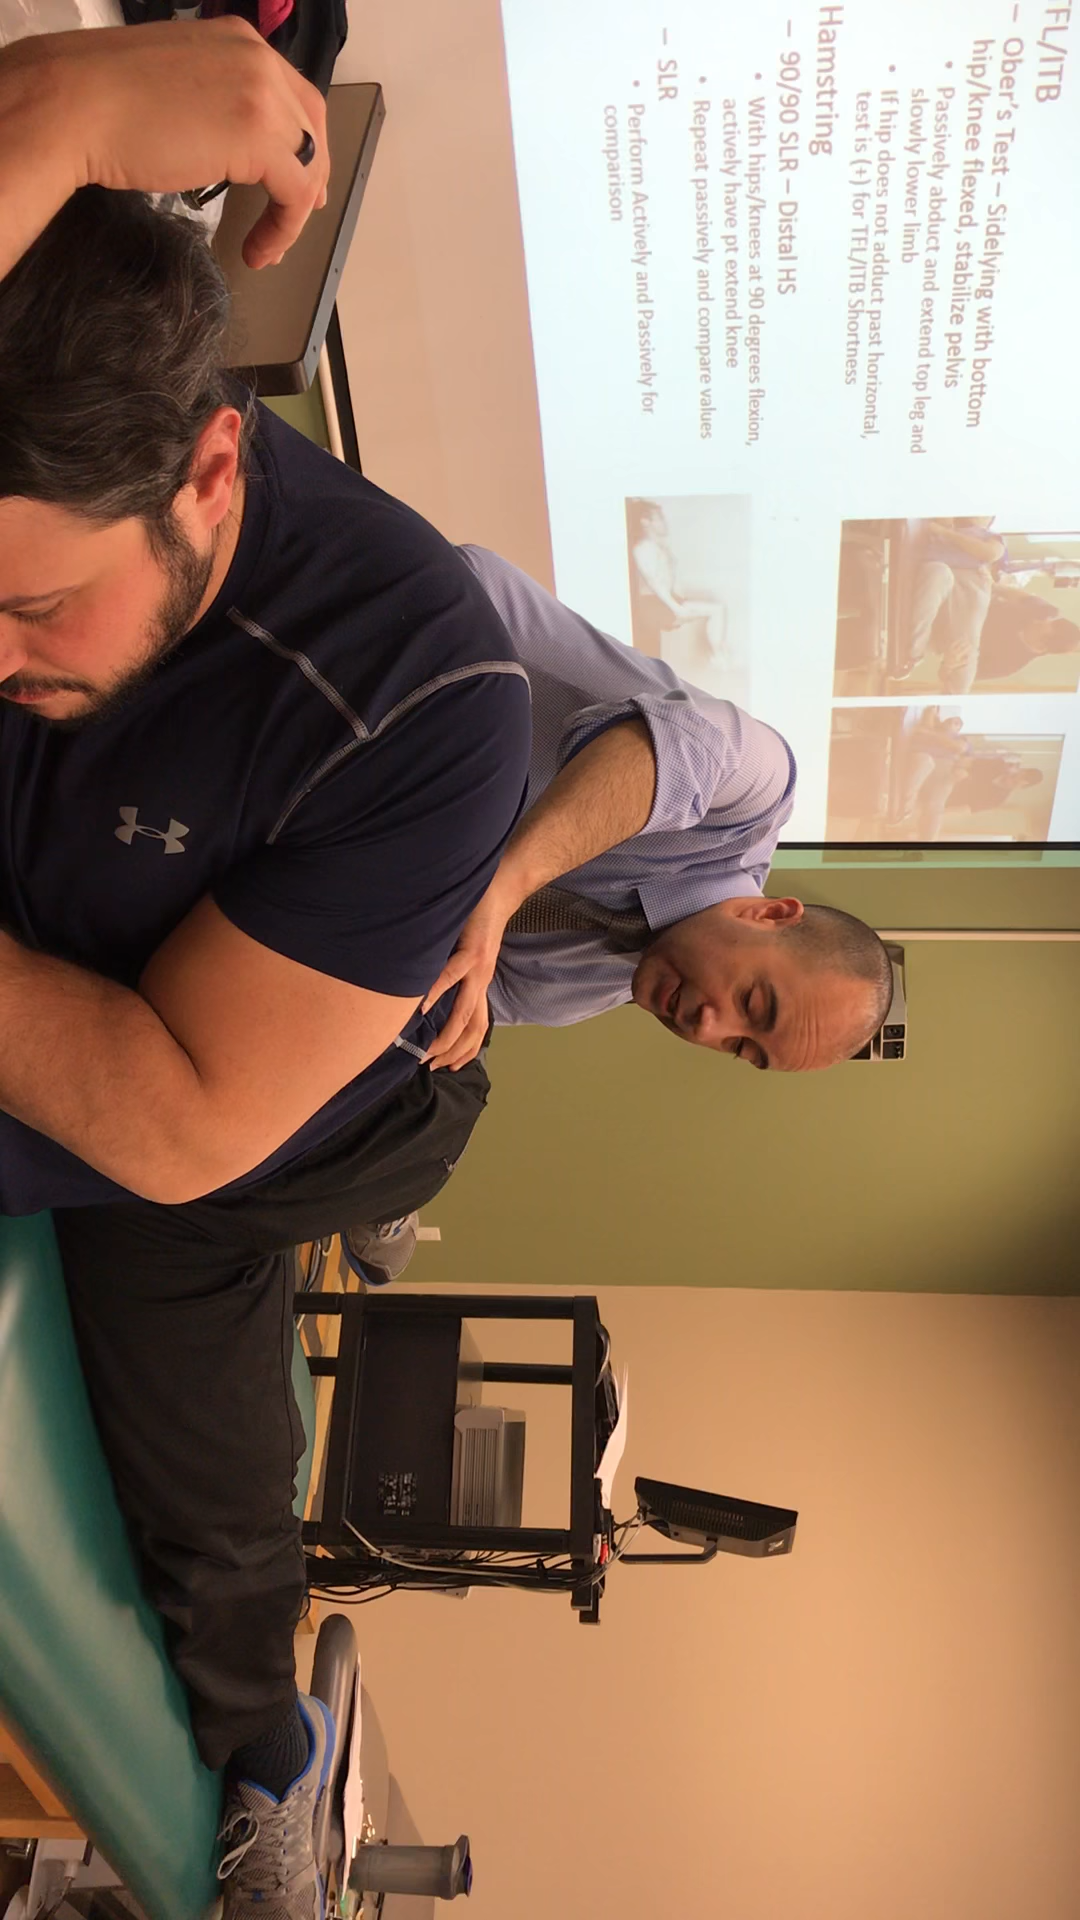 TFL/ITB
– Ober's Test – Sidelying with bottom
hip/knee flexed, stabilize pelvis
• Passively abduct and extend top leg and
slowly lower limb
• If hip does not adduct past horizontal,
test is (+) for TFL/ITB Shortness
Hamstring
– 90/90 SLR – Distal HS
• With hips/knees at 90 degrees flexion,
actively have pt extend knee
• Repeat passively and compare values
– SLR
• Perform Actively and Passively for
comparison